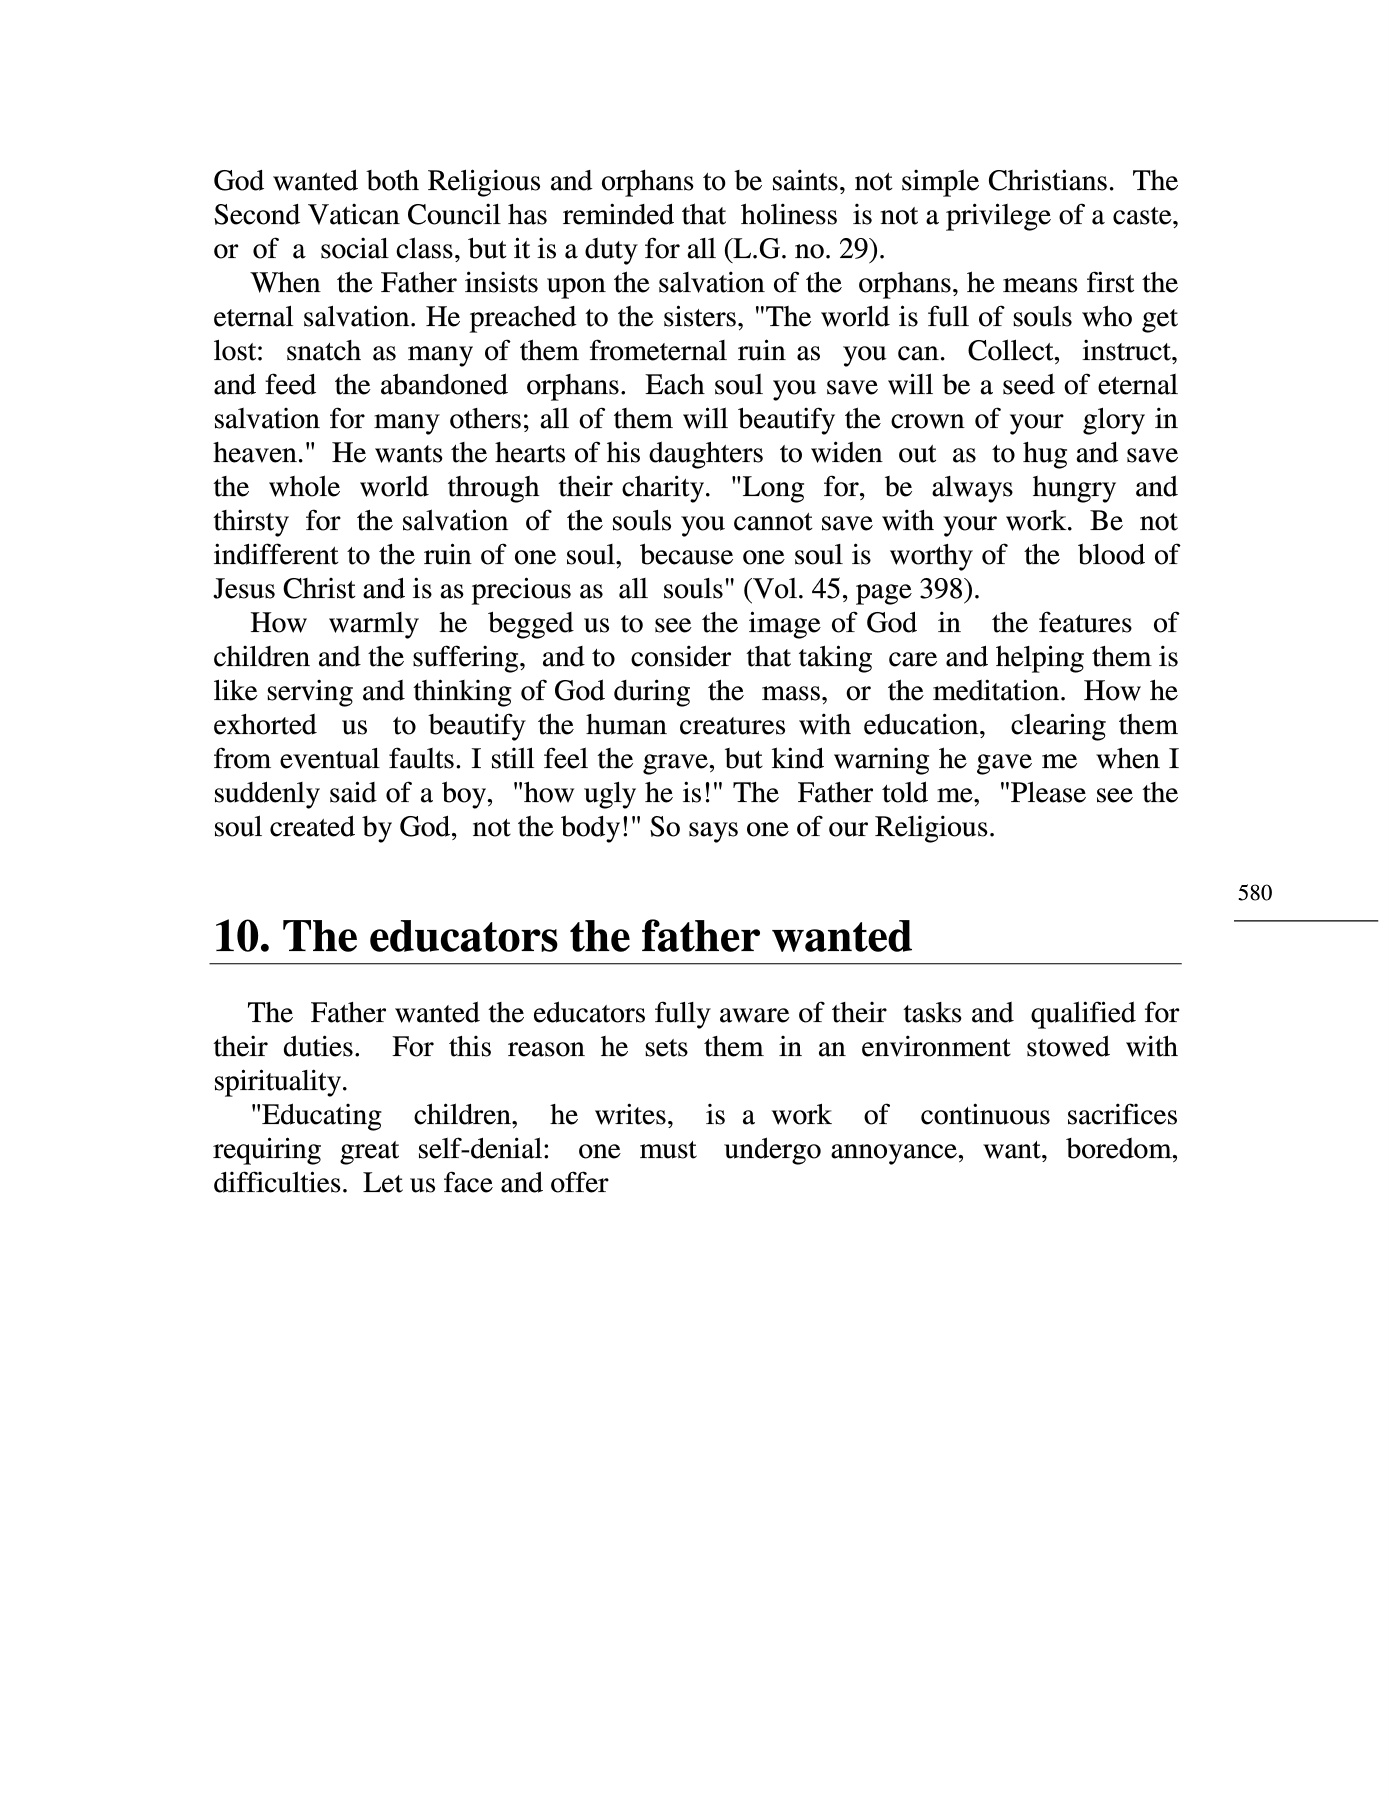 God wanted both Religious and orphans to be saints, not simple Christians. The
Second Vatican Council has reminded that holiness is not a privilege of a caste,
or of a social class, but it is a duty for all (L.G. no. 29).
When the Father insists upon the salvation of the orphans, he means first the
eternal salvation. He preached to the sisters, "The world is full of souls who get
lost: snatch as many of them frometernal ruin as you can. Collect, instruct,
and feed the abandoned orphans. Each soul you save will be a seed of eternal
salvation for many others; all of them will beautify the crown of your glory in
heaven." He wants the hearts of his daughters to widen out as to hug and save
the whole world through their charity. "Long for, be always hungry and
thirsty for the salvation of the souls you cannot save with your work. Be not
indifferent to the ruin of one soul, because one soul is worthy of the blood of
Jesus Christ and is as precious as all souls" (Vol. 45, page 398).
How warmly he begged us to see the image of God in the features of
children and the suffering, and to consider that taking care and helping them is
like serving and thinking of God during the mass, or the meditation. How he
exhorted us to beautify the human creatures with education, clearing them
from eventual faults. I still feel the grave, but kind warning he gave me when I
suddenly said of a boy, "how ugly he is!" The Father told me, "Please see the
soul created by God, not the body!" So says one of our Religious.
580
10. The educators the father wanted
The Father wanted the educators fully aware of their tasks and qualified for
their duties. For this reason he sets them in an environment stowed with
spirituality.
"Educating children, he writes, is a work of continuous sacrifices
requiring great self-denial: one must undergo annoyance, want, boredom,
difficulties. Let us face and offer